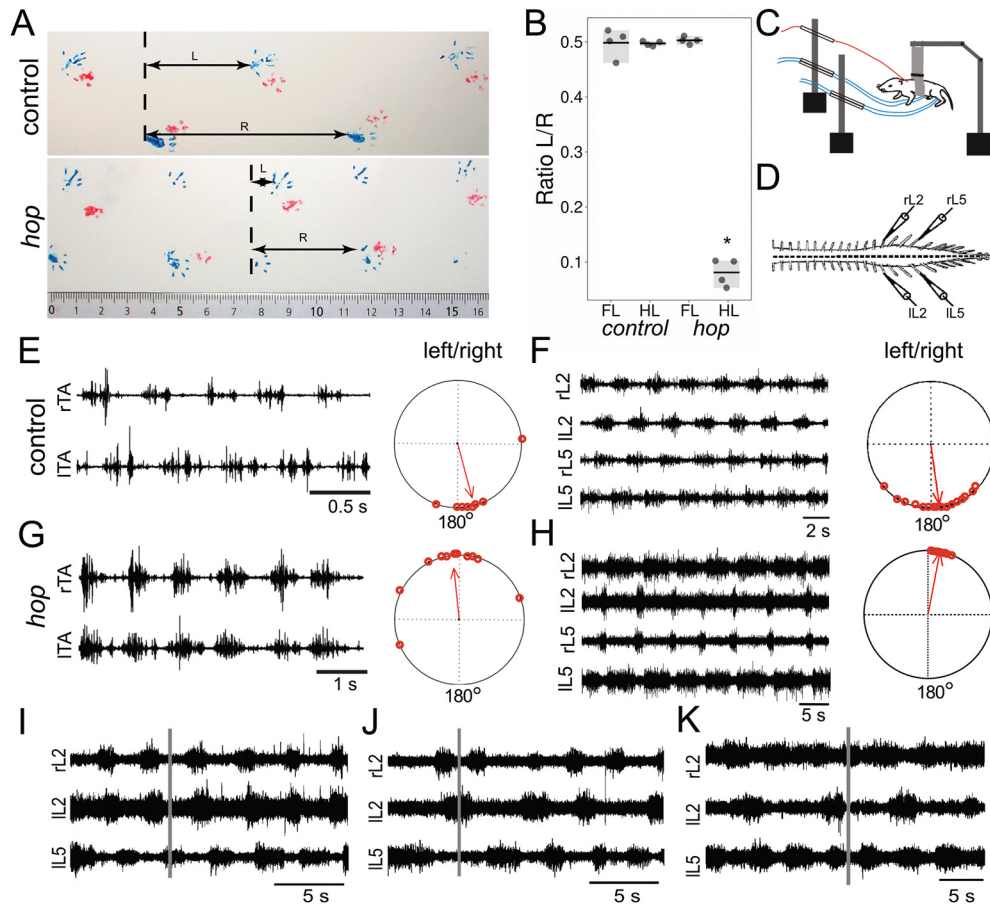 A
control
L
R
hop
L
R
0 1 2 3 4 5 6 7 8 9 10 11 12 13 14 15 16
B
Ratio L/R
0.5
0.4
0.3
0.2
0.1
*
FL HL FL HL
control hop
C
D
rL2 rL5
lL2 lL5
E
control
rTA
lTA
0.5 s
left/right
180°
F
rL2
lL2
rL5
lL5
2 s
left/right
180°
G
hop
rTA
lTA
1 s
180°
H
rL2
lL2
rL5
lL5
5 s
180°
I
rL2
lL2
lL5
5 s
J
rL2
lL2
lL5
5 s
K
rL2
lL2
lL5
5 s